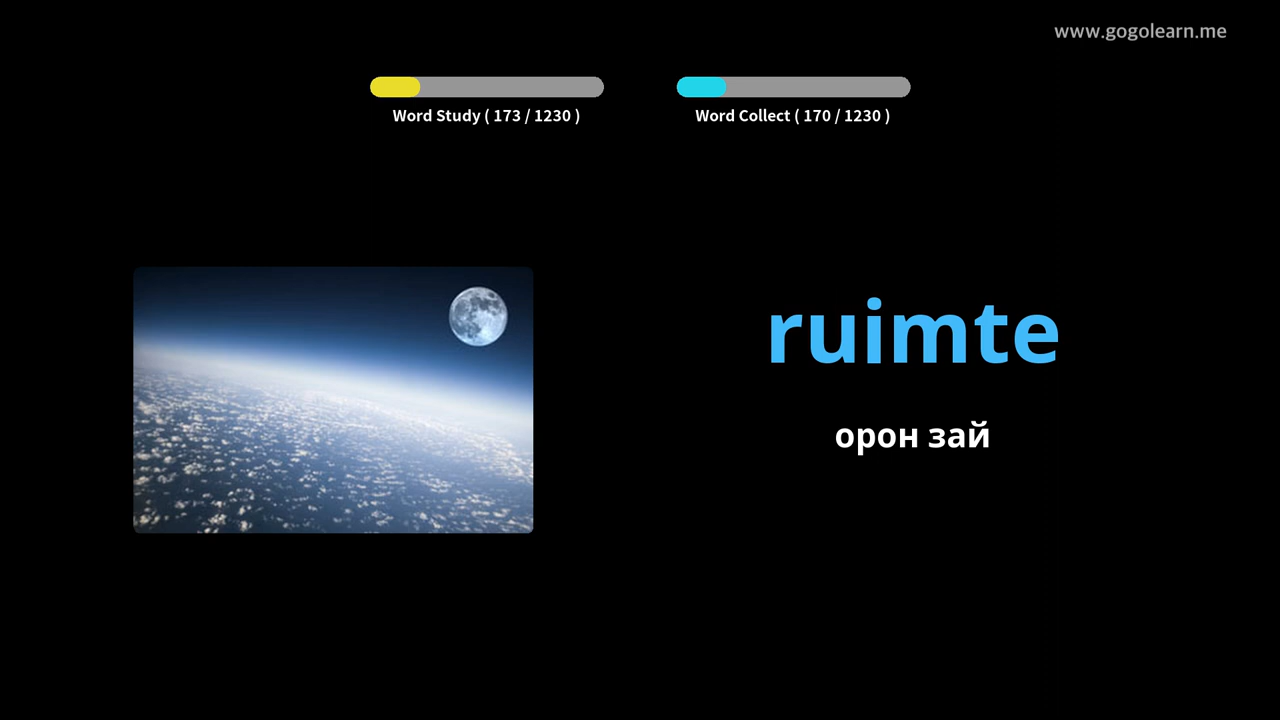 www.gogolearn.me
Word Study ( 173 / 1230 )
Word Collect ( 170 / 1230 )
ruimte
орон зай